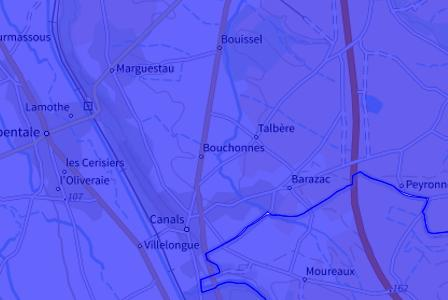 Bouissel
urmassous
Marguestau
Lamothe
pentale
Talbère
Bouchonnes
les Cerisiers
l'Oliveraie
107
Barazac
Peyronn
Canals
Villelongue
Moureaux
162